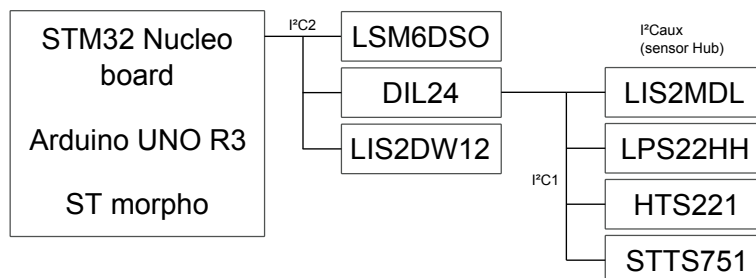 STM32 Nucleo
board
Arduino UNO R3
ST morpho
I²C2
LSM6DSO
DIL24
LIS2DW12
I²C1
I²Caux
(sensor Hub)
LIS2MDL
LPS22HH
HTS221
STTS751